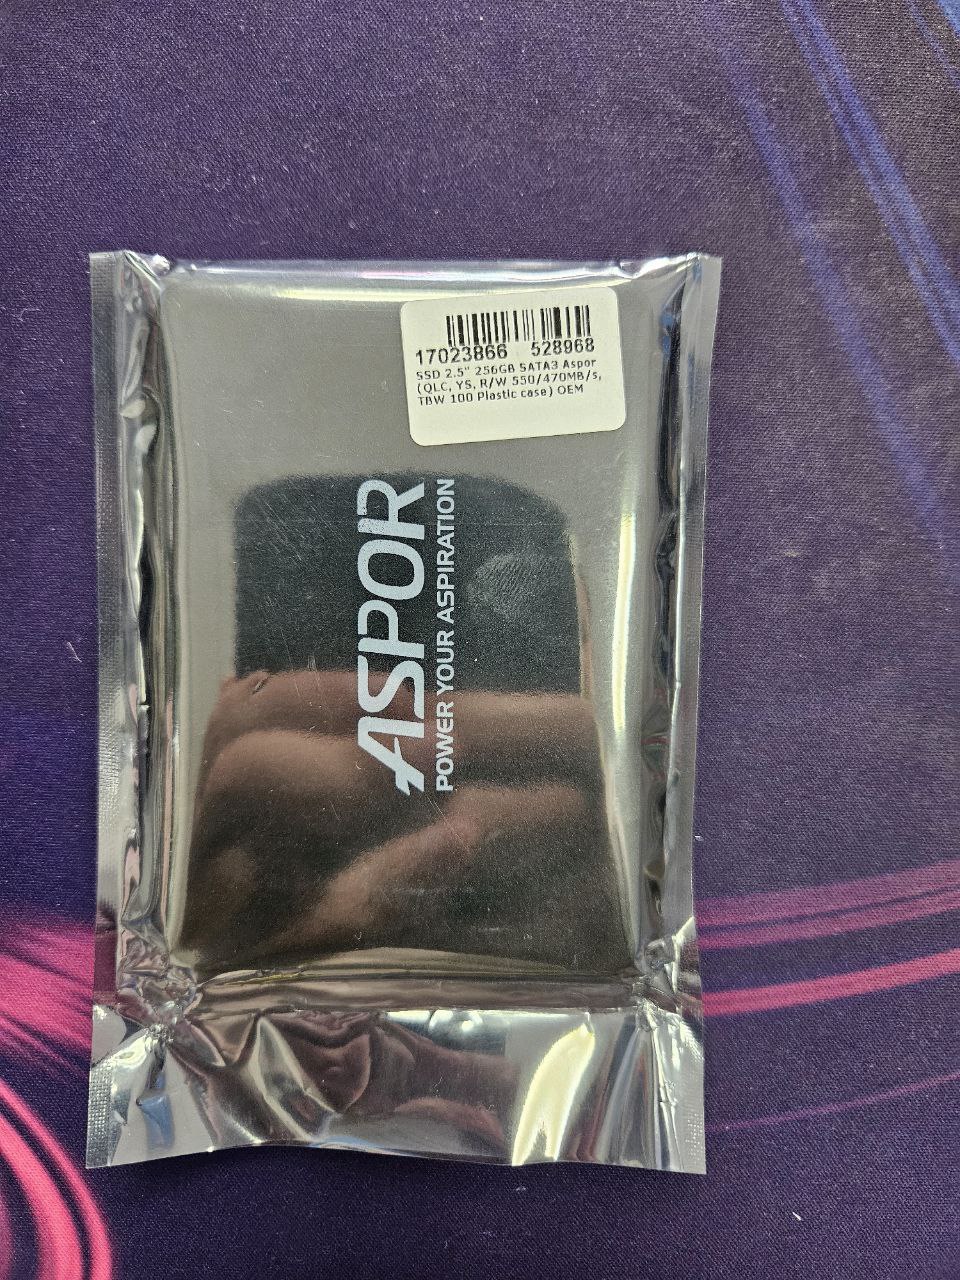 17023866 528968
SSD 2.5" 256GB SATA3 Aspor
(QLC, YS, R/W 550/470MB/s,
TBW 100 Plastic case) OEM
ASPOR
POWER YOUR ASPIRATION